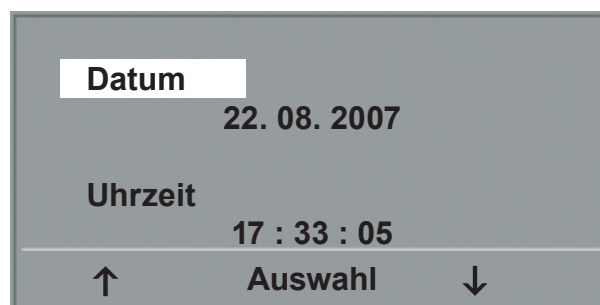 Datum
22. 08. 2007
Uhrzeit
17 : 33 : 05
↑ Auswahl ↓